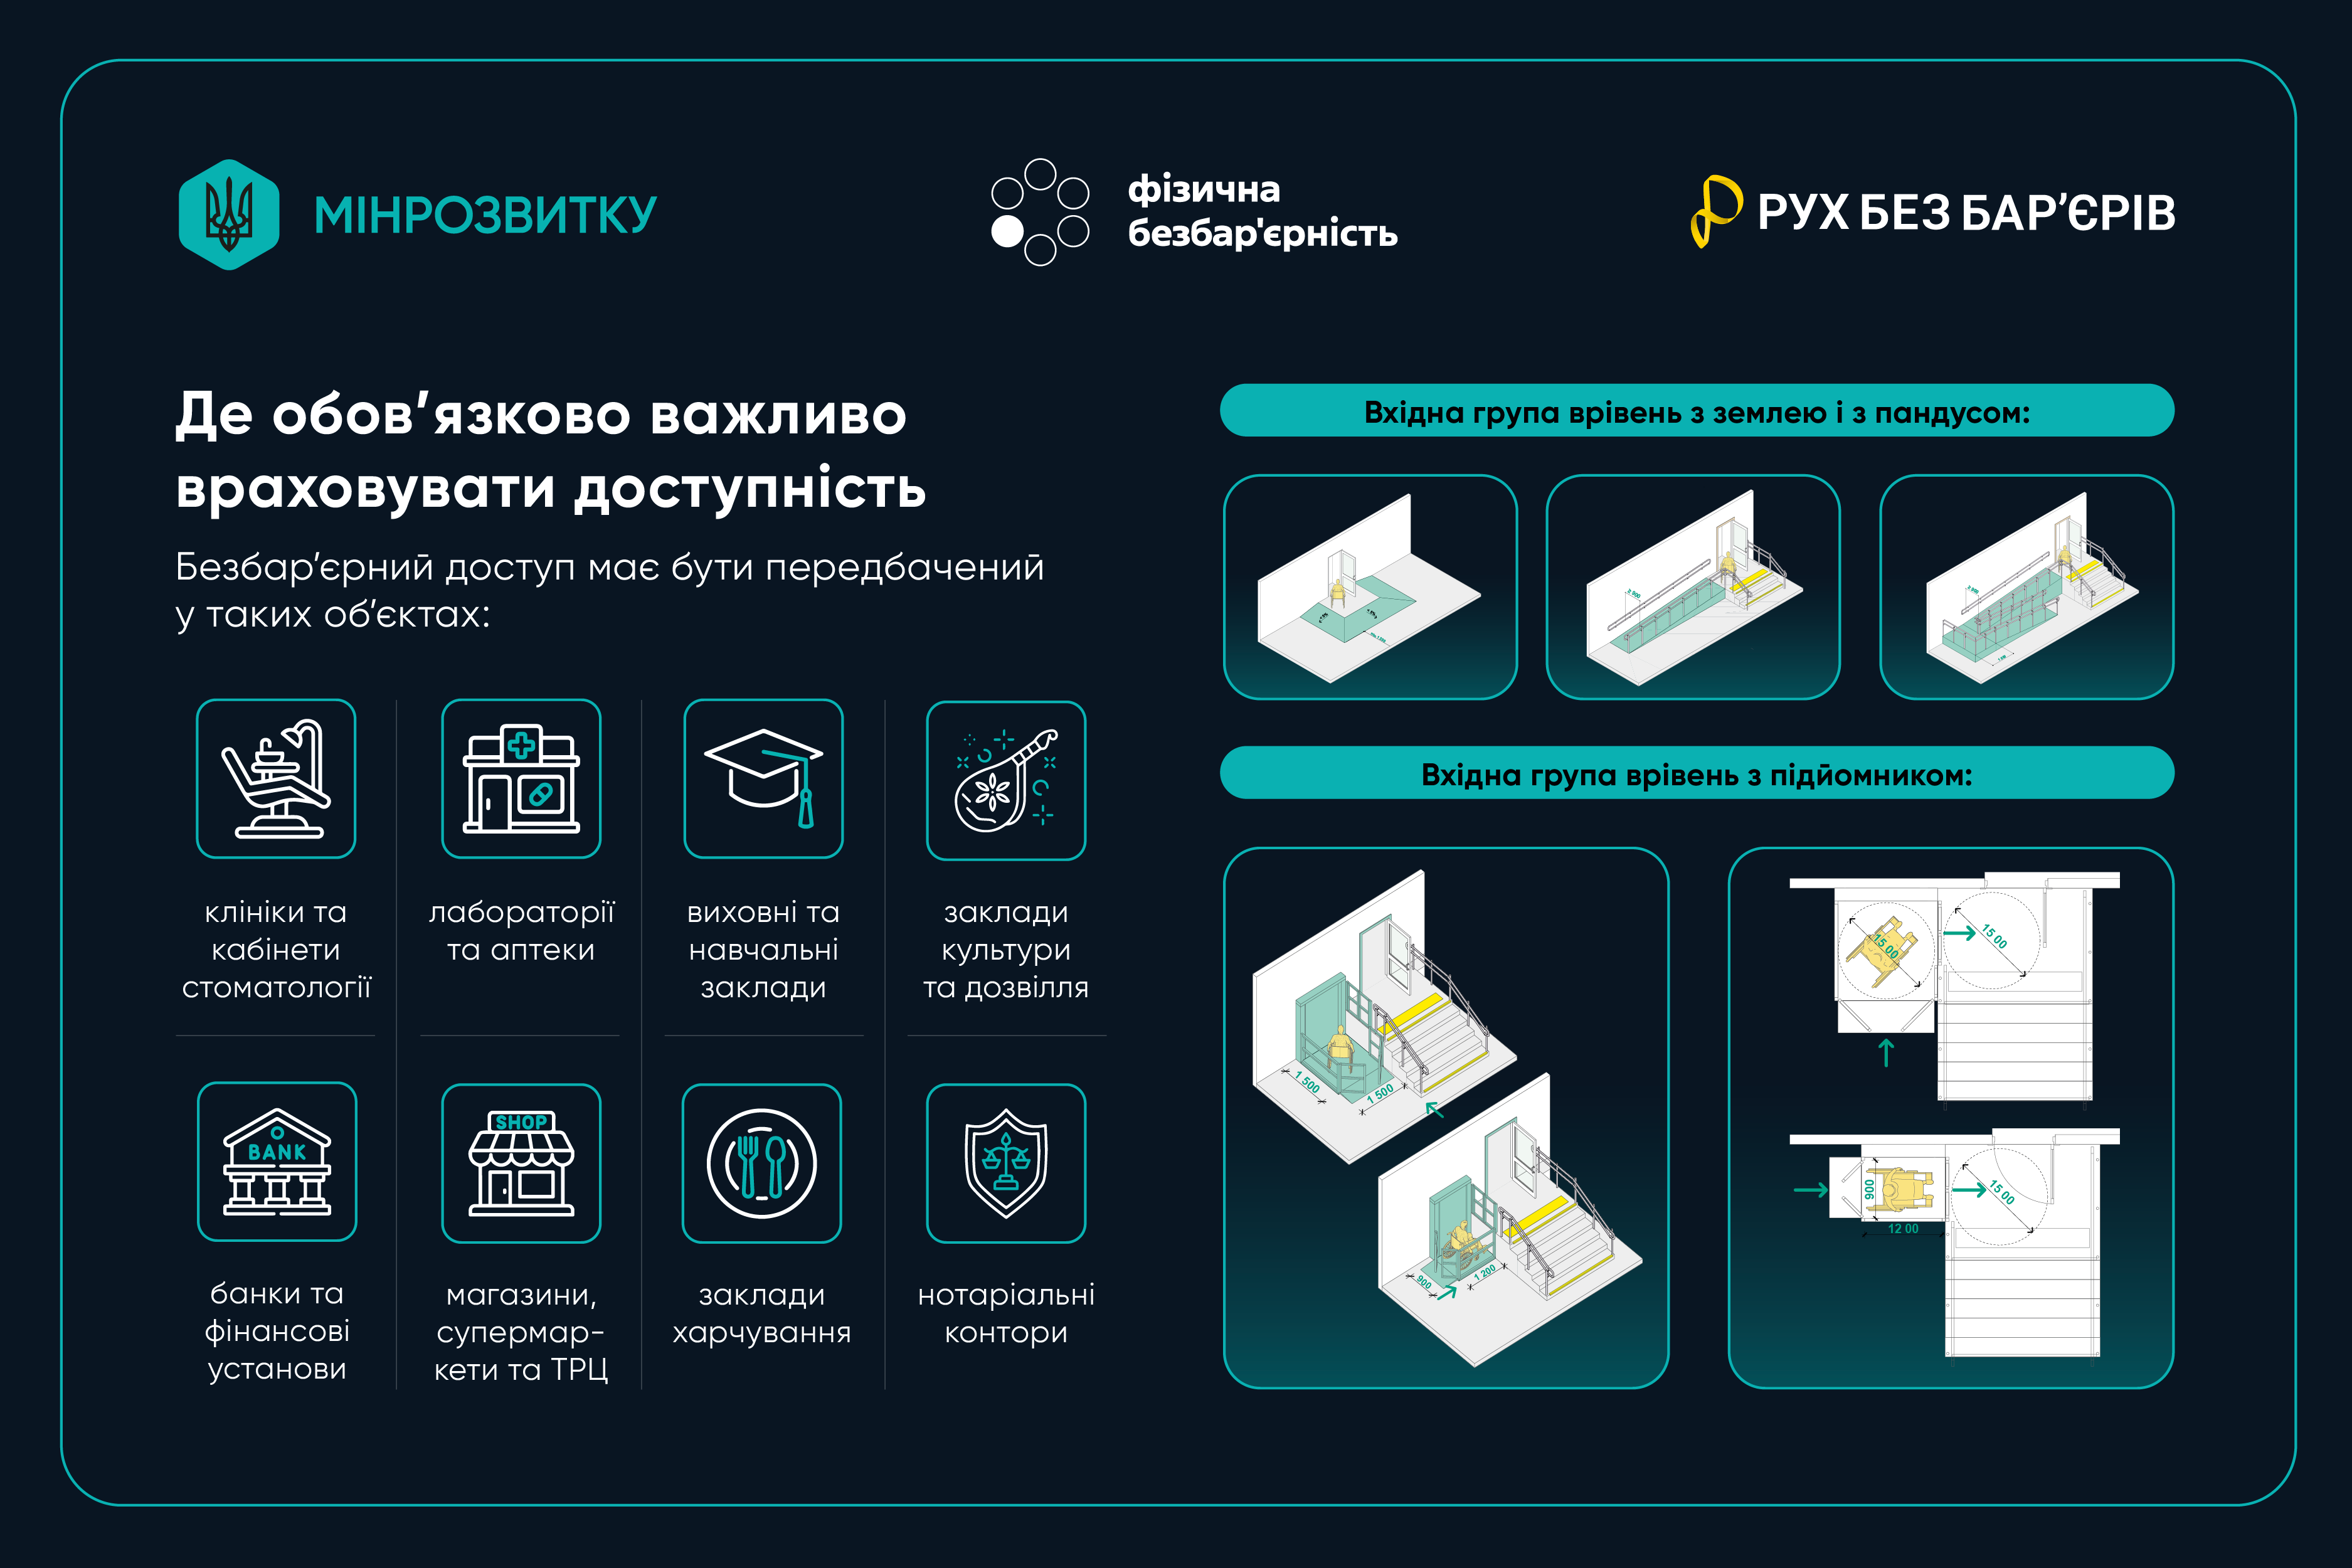 МІНРОЗВИТКУ
фізична
безбар'єрність
РУХ БЕЗ БАР’ЄРІВ
Де обов’язково важливо
враховувати доступність
Безбар’єрний доступ має бути передбачений
у таких об’єктах:
клініки та
кабінети
стоматології
лабораторії
та аптеки
виховні та
навчальні
заклади
заклади
культури
та дозвілля
BANK
SHOP
банки та
фінансові
установи
магазини,
супермар-
кети та ТРЦ
заклади
харчування
нотаріальні
контори
Вхідна група врівень з землею і з пандусом:
Вхідна група врівень з підйомником:
1 500
1 500
900
1 200
15 00
15 00
900
12 00
15 00